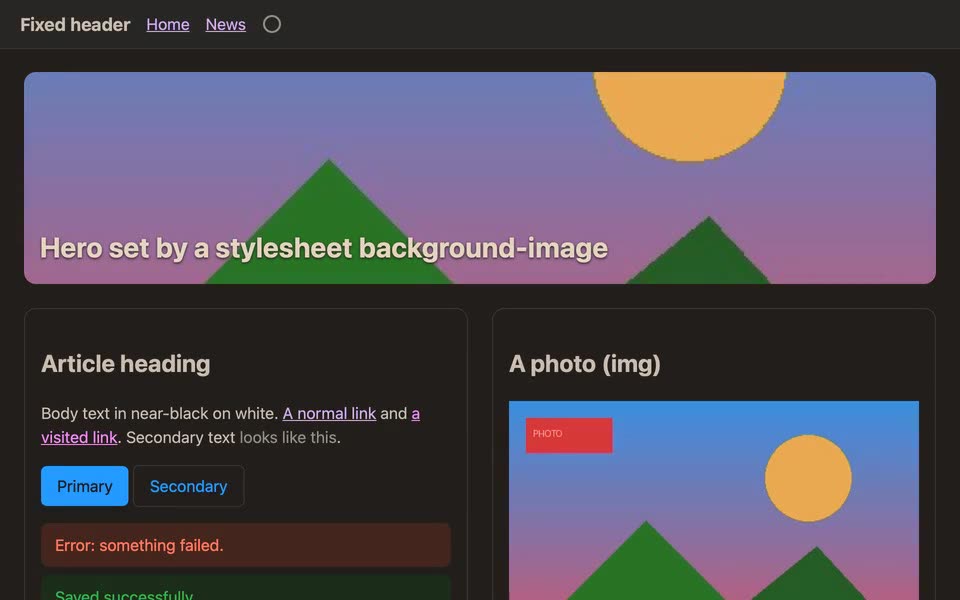 Fixed header Home News
Hero set by a stylesheet background-image
Article heading
Body text in near-black on white. A normal link and a
visited link. Secondary text looks like this.
Primary Secondary
Error: something failed.
Saved successfully.
A photo (img)
PHOTO